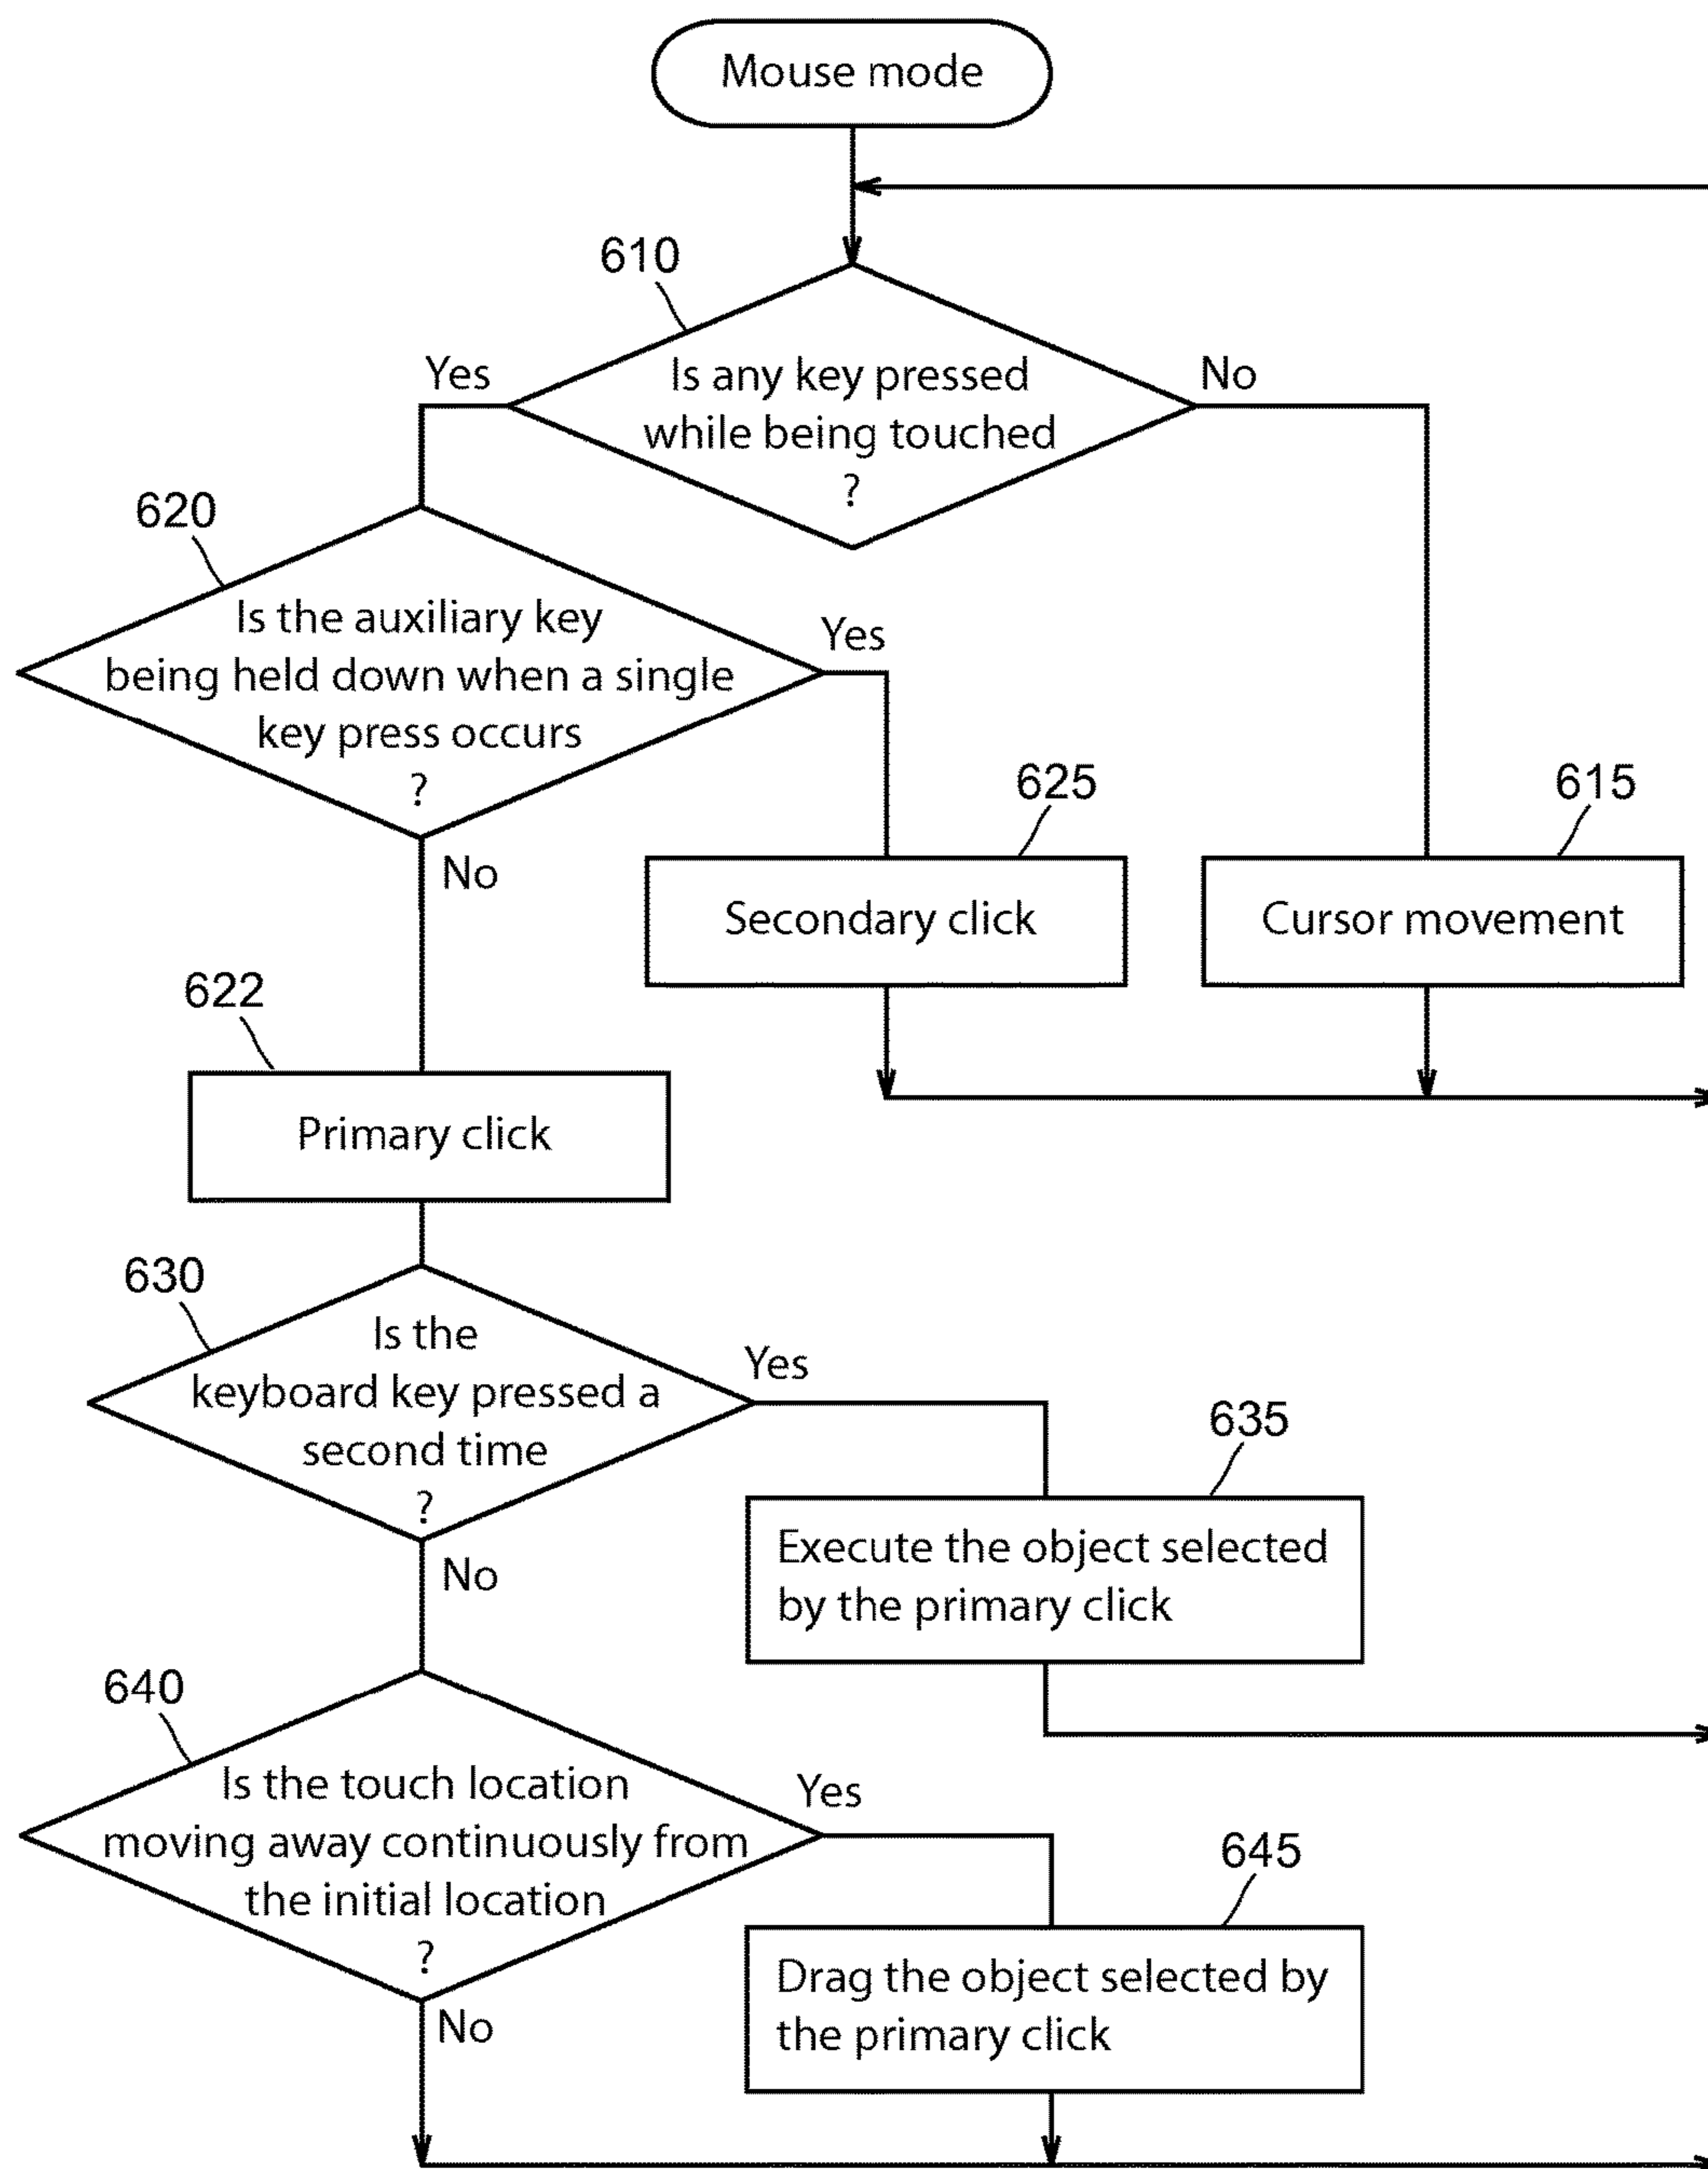 Mouse mode
610
Yes
Is any key pressed
while being touched
?
No
620
Is the auxiliary key
being held down when a single
key press occurs
?
Yes
No
625
Secondary click
615
Cursor movement
622
Primary click
630
Is the
keyboard key pressed a
second time
?
Yes
No
635
Execute the object selected
by the primary click
640
Is the touch location
moving away continuously from
the initial location
?
Yes
No
645
Drag the object selected by
the primary click